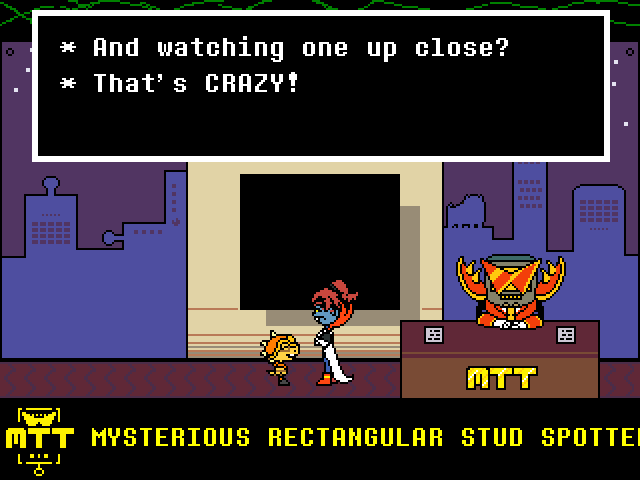 * And watching one up close?
* That's CRAZY!
MTT
MTT MYSTERIOUS RECTANGULAR STUD SPOTTE